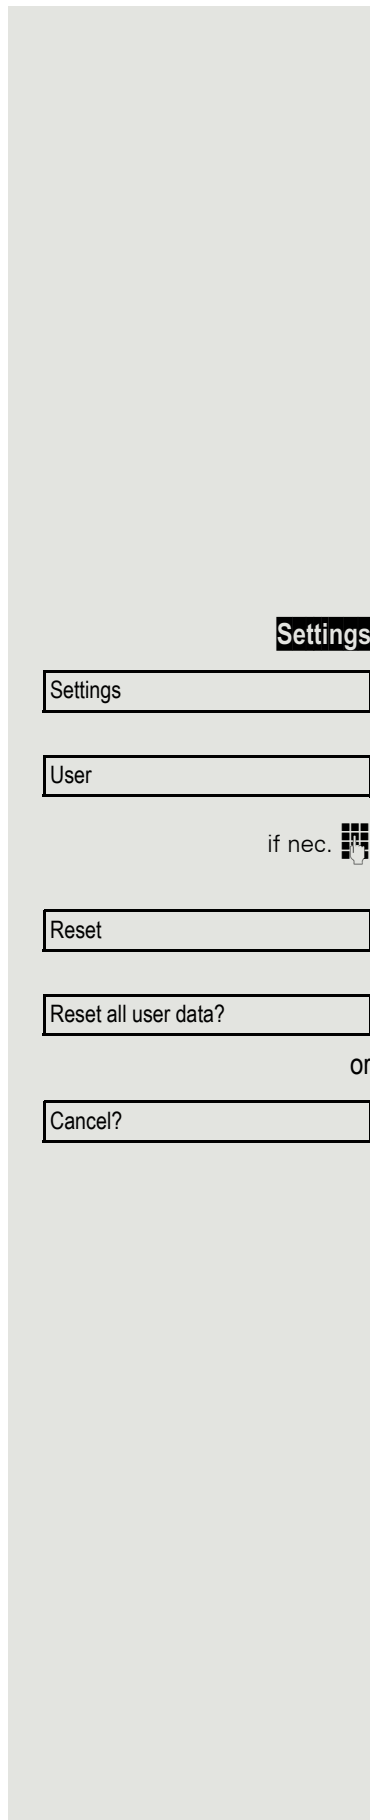 Settings
Settings
User
if nec.
Reset
Reset all user data?
or
Cancel?